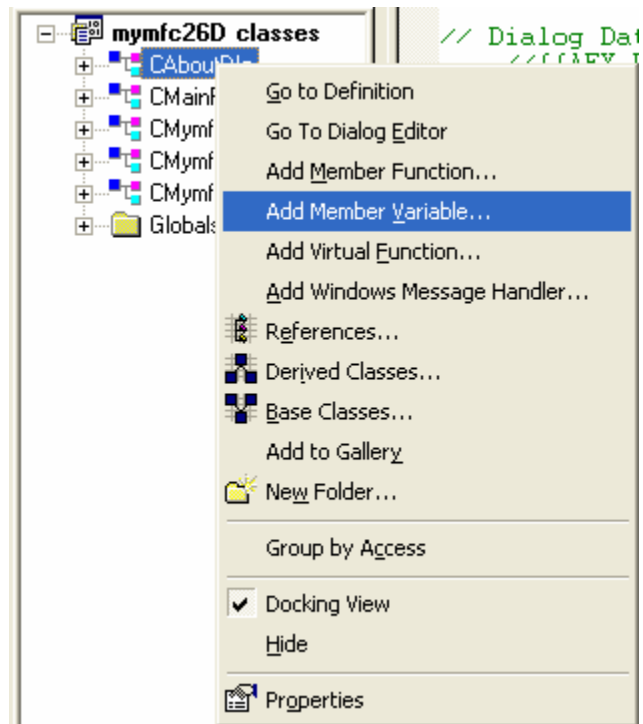 mymfc26D classes
// Dialog Dat
//{{AFX_D
CAboutDlg
CMainF
CMymf
CMymf
CMymf
Globals
Go to Definition
Go To Dialog Editor
Add Member Function...
Add Member Variable...
Add Virtual Function...
Add Windows Message Handler...
References...
Derived Classes...
Base Classes...
Add to Gallery
New Folder...
Group by Access
Docking View
Hide
Properties